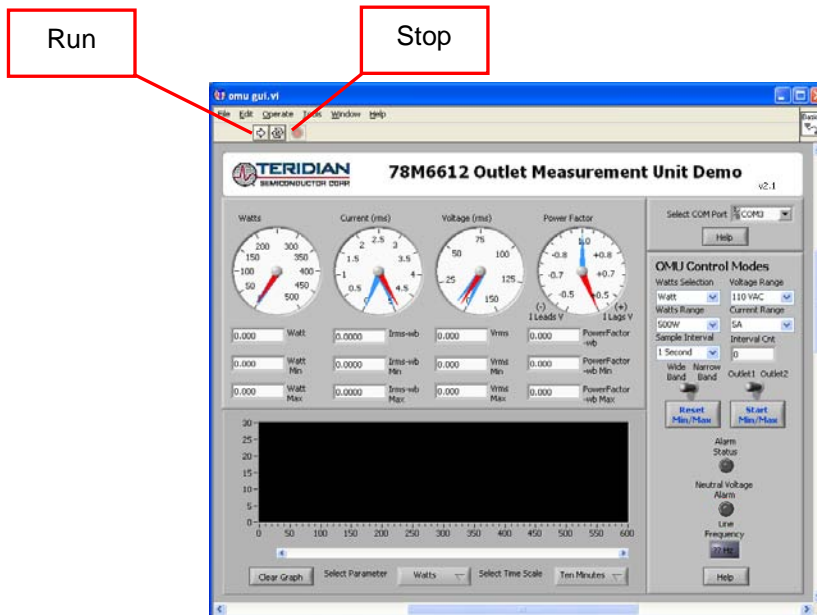 Run
Stop
omu gui.vi
File Edit Operate Tools Window Help
Basic
TERIDIAN
SEMICONDUCTOR CORP.
78M6612 Outlet Measurement Unit Demo
v2.1
Watts
Current (rms)
Voltage (rms)
Power Factor
50 100 150 200 300 350 400 450 500
0 0.5 1 1.5 2 2.5 3 3.5 4 5
25 50 75 100 125 150
-0.5 -0.7 -0.8 1.0 +0.8 +0.7 +0.5
(-) (+)
I Leads V I Lags V
0.000 Watt 0.0000 Irms-wb 0.000 Vrms 0.000 PowerFactor -wb
0.000 Watt Min 0.0000 Irms-wb Min 0.000 Vrms Min 0.000 PowerFactor -wb Min
0.000 Watt Max 0.0000 Irms-wb Max 0.000 Vrms Max 0.000 PowerFactor -wb Max
Select COM Port COM3
Help
OMU Control Modes
Watts Selection Voltage Range
Watt 110 VAC
Watts Range Current Range
500W 5A
Sample Interval Interval Cnt
1 Second 0
Wide Band Narrow Band Outlet1 Outlet2
Reset Min/Max
Start Min/Max
Alarm
Status
Neutral Voltage
Alarm
Line
Frequency
?? Hz
Help
30
25
20
15
10
5
0
0 50 100 150 200 250 300 350 400 450 500 550 600
Clear Graph Select Parameter Watts Select Time Scale Ten Minutes